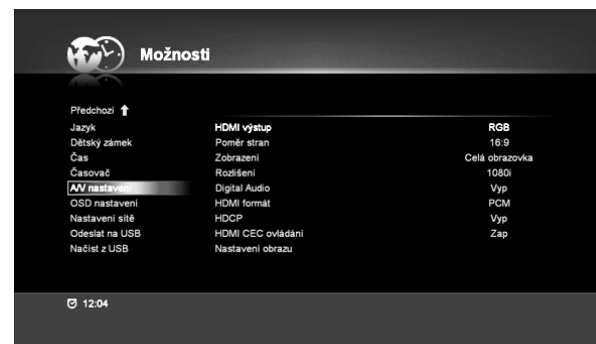 Možnosti
Předchozí
Jazyk HDMI výstup RGB
Dětský zámek Poměr stran 16:9
Čas Zobrazení Celá obrazovka
Časovač Rozlišení 1080i
A/V nastavení Digital Audio Vyp
OSD nastavení HDMI formát PCM
Nastavení sítě HDCP Vyp
Odeslat na USB HDMI CEC ovládání Zap
Načíst z USB Nastavení obrazu
12:04